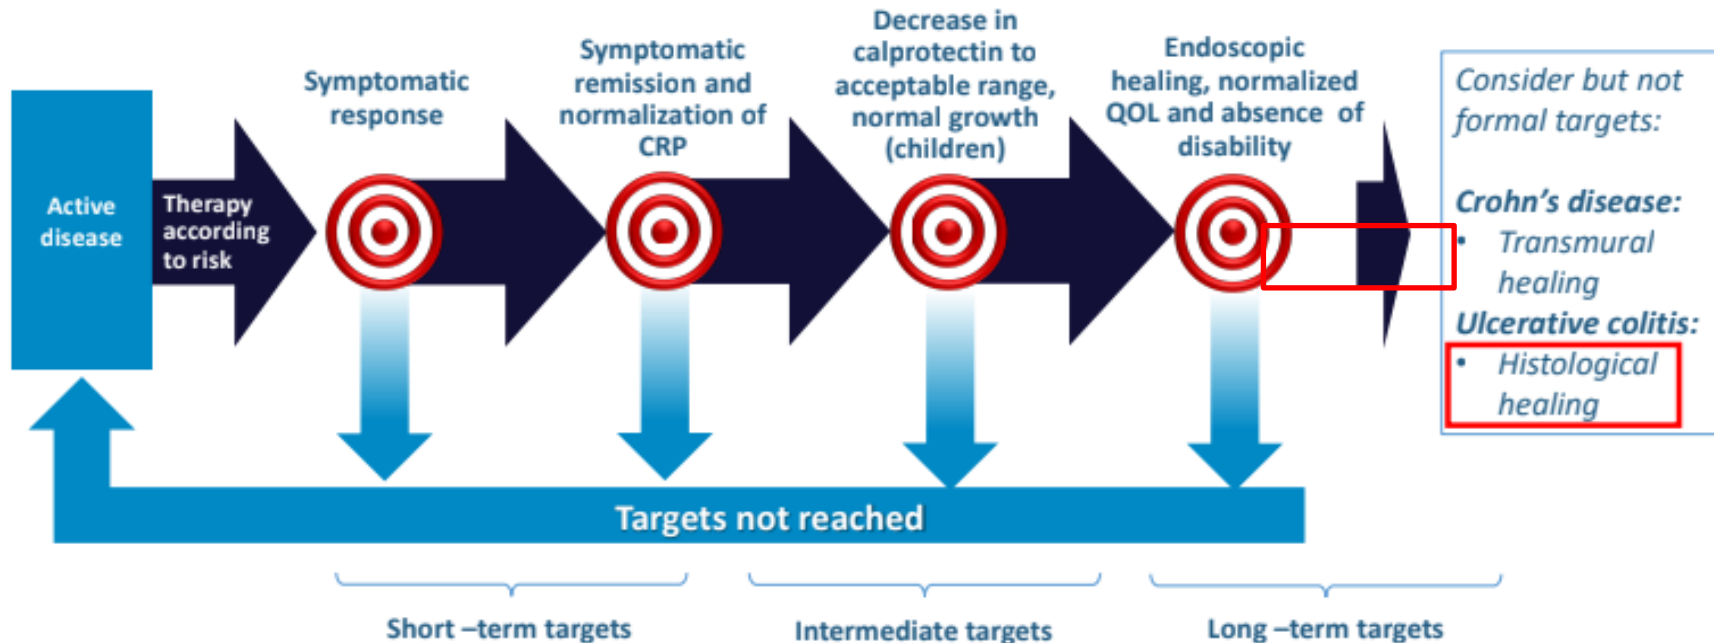 Active
disease
Therapy
according
to risk
Symptomatic
response
Symptomatic
remission and
normalization of
CRP
Decrease in
calprotectin to
acceptable range,
normal growth
(children)
Endoscopic
healing, normalized
QOL and absence of
disability
Consider but not
formal targets:
Crohn's disease:
• Transmural
healing
Ulcerative colitis:
• Histological
healing
Targets not reached
Short –term targets
Intermediate targets
Long –term targets